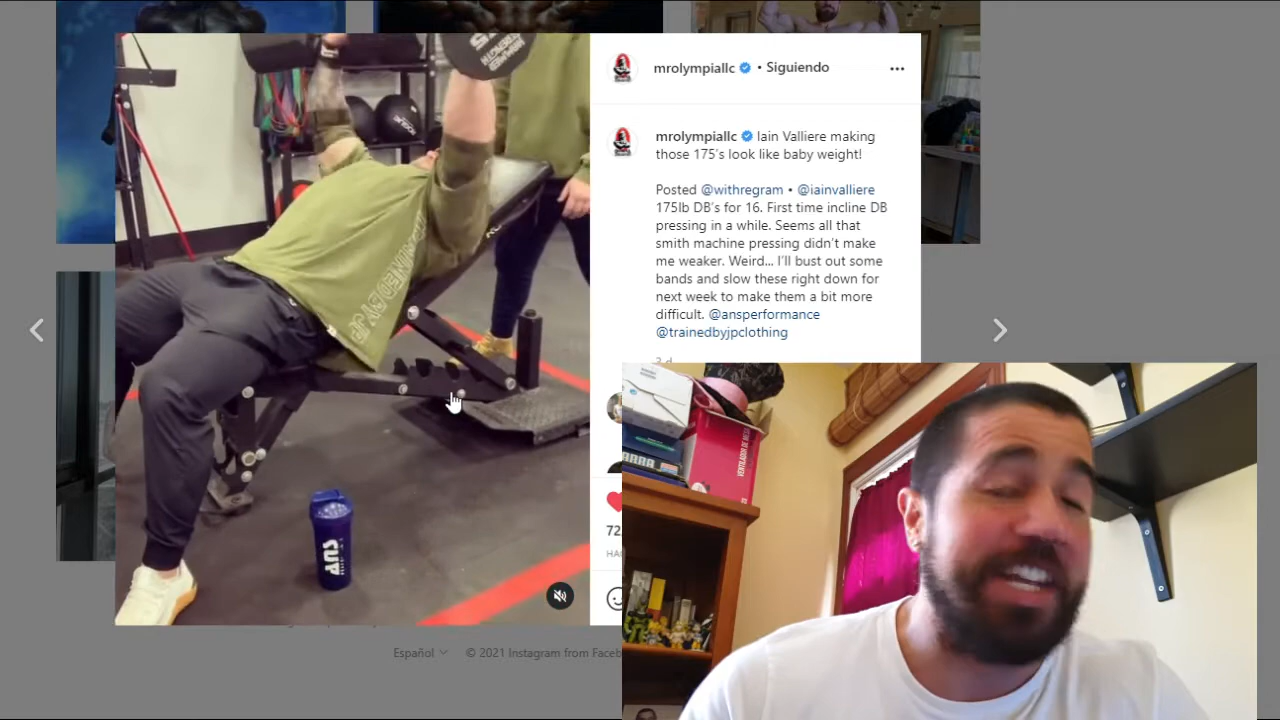 mrolympiallc • Siguiendo
mrolympiallc Iain Valliere making
those 175's look like baby weight!
Posted @withregram • @iainvalliere
175lb DB's for 16. First time incline DB
pressing in a while. Seems all that
smith machine pressing didn't make
me weaker. Weird... I'll bust out some
bands and slow these right down for
next week to make them a bit more
difficult. @ansperformance
@trainedbyjpclothing
TRAINEDBYJP
ANS
Español
© 2021 Instagram from Faceb